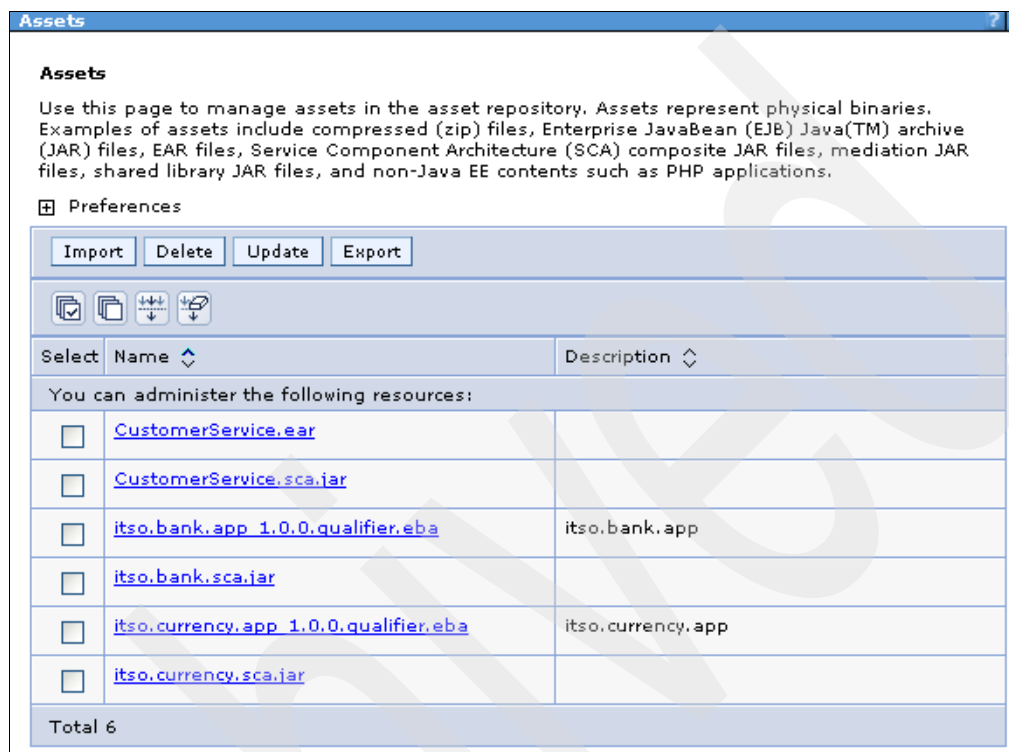 Assets ?
Assets
Use this page to manage assets in the asset repository. Assets represent physical binaries.
Examples of assets include compressed (zip) files, Enterprise JavaBean (EJB) Java(TM) archive
(JAR) files, EAR files, Service Component Architecture (SCA) composite JAR files, mediation JAR
files, shared library JAR files, and non-Java EE contents such as PHP applications.
Preferences
Import Delete Update Export
Select Name Description
You can administer the following resources:
CustomerService.ear
CustomerService.sca.jar
itso.bank.app_1.0.0.qualifier.eba itso.bank.app
itso.bank.sca.jar
itso.currency.app_1.0.0.qualifier.eba itso.currency.app
itso.currency.sca.jar
Total 6